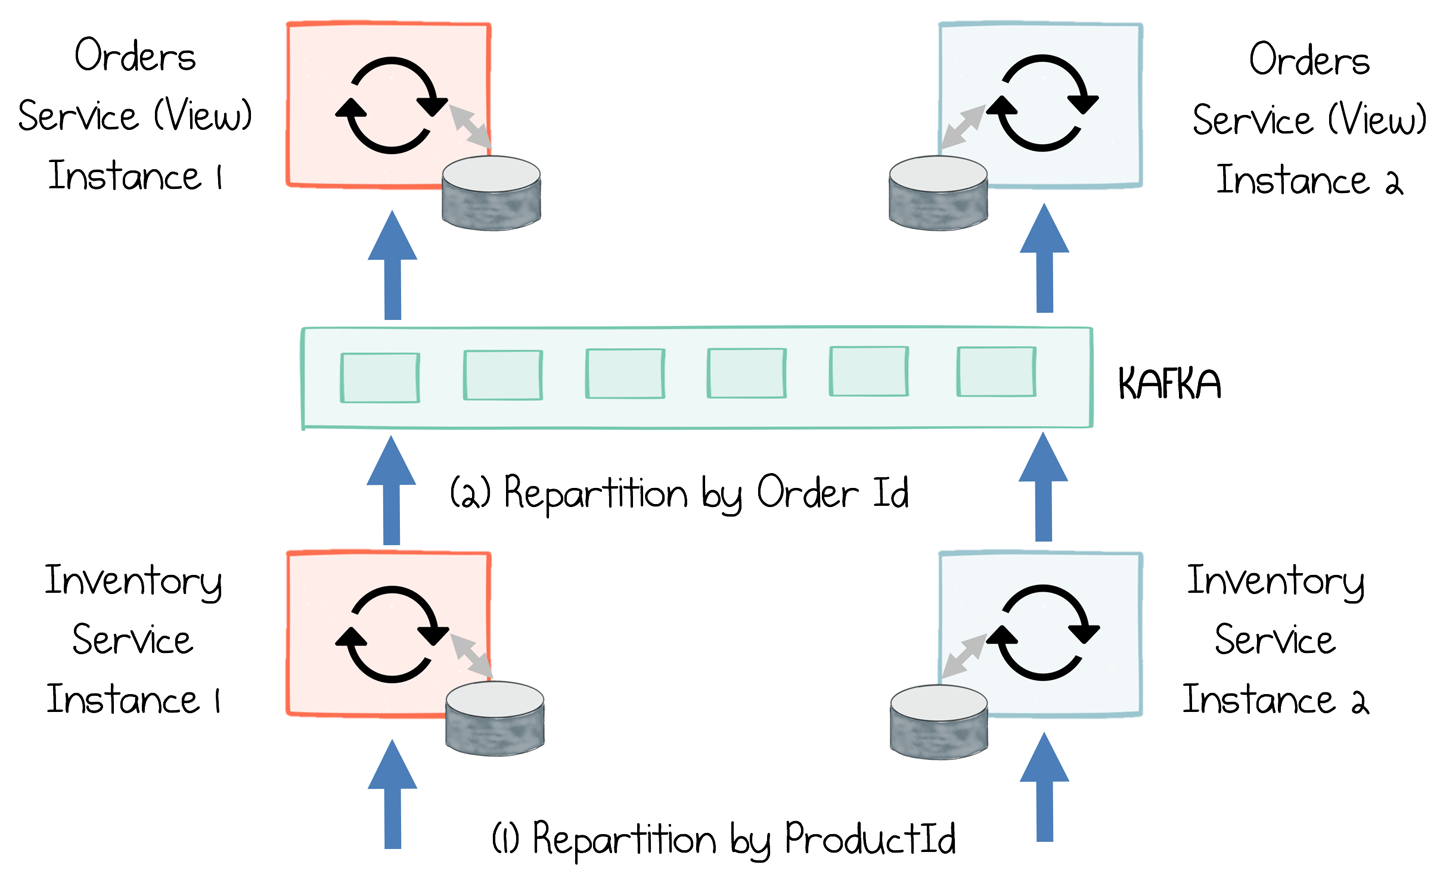 Orders
Service (View)
Instance 1
Orders
Service (View)
Instance 2
KAFKA
(2) Repartition by Order Id
Inventory
Service
Instance 1
Inventory
Service
Instance 2
(1) Repartition by ProductId